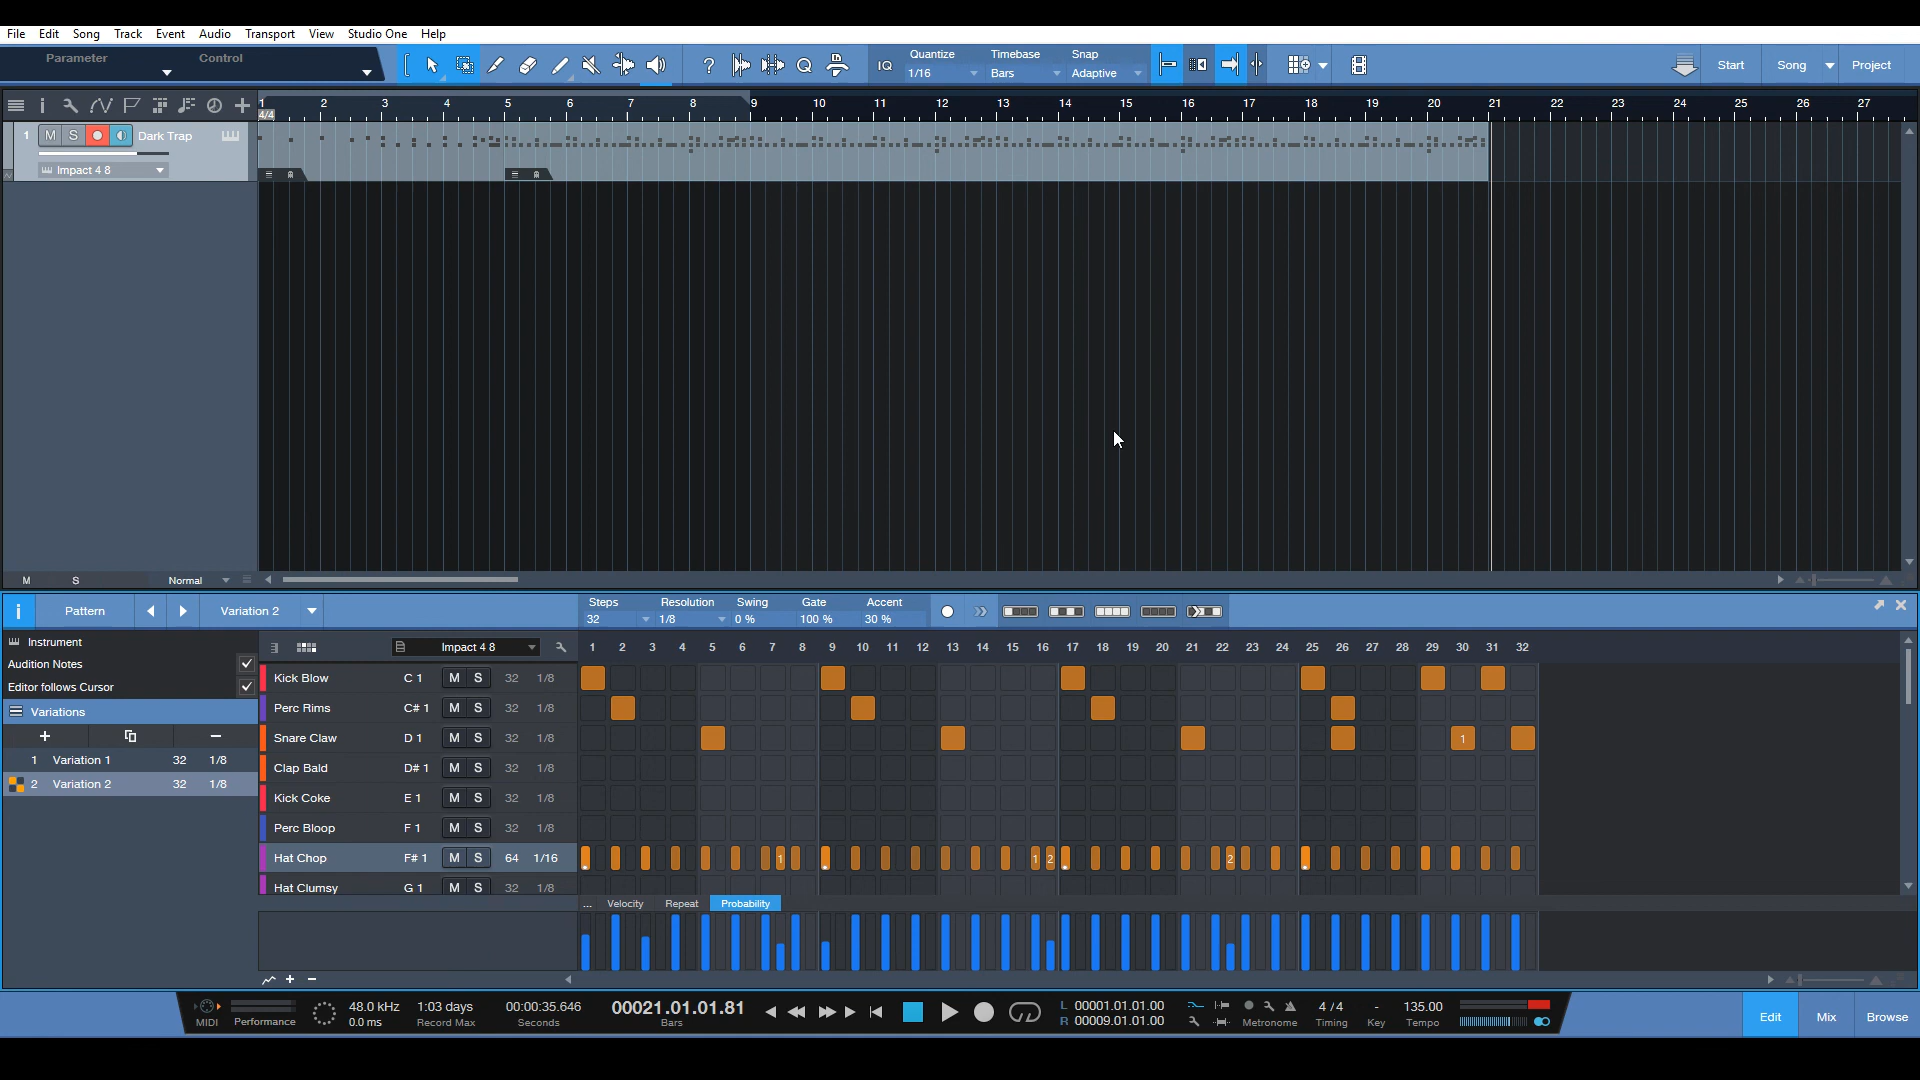 File Edit Song Track Event Audio Transport View Studio One Help
Parameter Control
IQ Quantize Timebase Snap
1/16 Bars Adaptive
Start Song Project
1 2 3 4 5 6 7 8 9 10 11 12 13 14 15 16 17 18 19 20 21 22 23 24 25 26 27
4/4
1 M S Dark Trap
Impact 4 8
M S Normal
Pattern Variation 2
Steps Resolution Swing Gate Accent
32 1/8 0 % 100 % 30 %
Instrument
Audition Notes
Editor follows Cursor
Variations
1 Variation 1 32 1/8
2 Variation 2 32 1/8
Impact 4 8 1 2 3 4 5 6 7 8 9 10 11 12 13 14 15 16 17 18 19 20 21 22 23 24 25 26 27 28 29 30 31 32
Kick Blow C 1 M S 32 1/8
Perc Rims C# 1 M S 32 1/8
Snare Claw D 1 M S 32 1/8 1
Clap Bald D# 1 M S 32 1/8
Kick Coke E 1 M S 32 1/8
Perc Bloop F 1 M S 32 1/8
Hat Chop F# 1 M S 64 1/16 1 1 2 2
Hat Clumsy G 1 M S 32 1/8
... Velocity Repeat Probability
MIDI Performance
48.0 kHz 1:03 days 00:00:35.646 00021.01.01.81
0.0 ms Record Max Seconds Bars
L 00001.01.01.00
R 00009.01.01.00
Metronome
4 / 4 - 135.00
Timing Key Tempo
Edit Mix Browse